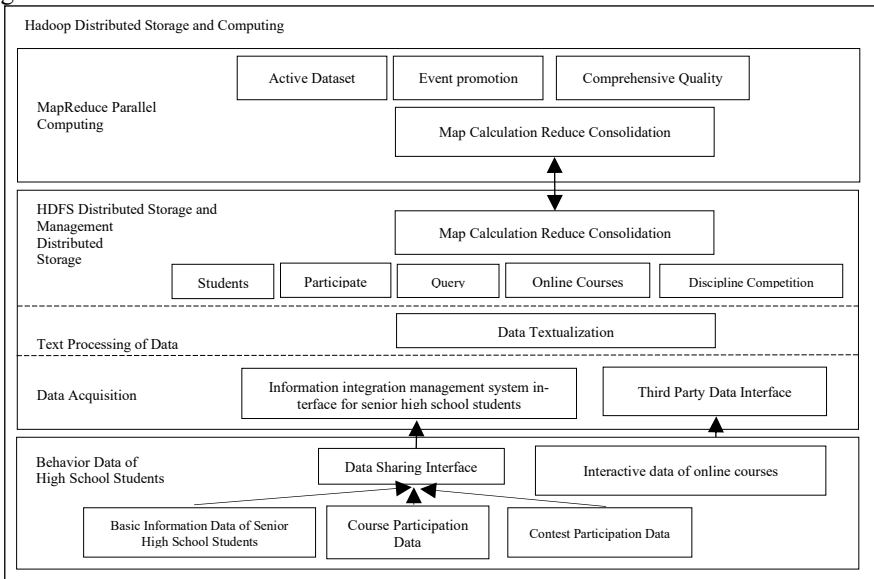 g
Hadoop Distributed Storage and Computing
Active Dataset
Event promotion
Comprehensive Quality
MapReduce Parallel
Computing
Map Calculation Reduce Consolidation
HDFS Distributed Storage and
Management
Distributed
Storage
Map Calculation Reduce Consolidation
Students
Participate
Query
Online Courses
Discipline Competition
Text Processing of Data
Data Textualization
Data Acquisition
Information integration management system in-
terface for senior high school students
Third Party Data Interface
Behavior Data of
High School Students
Data Sharing Interface
Interactive data of online courses
Basic Information Data of Senior
High School Students
Course Participation
Data
Contest Participation Data